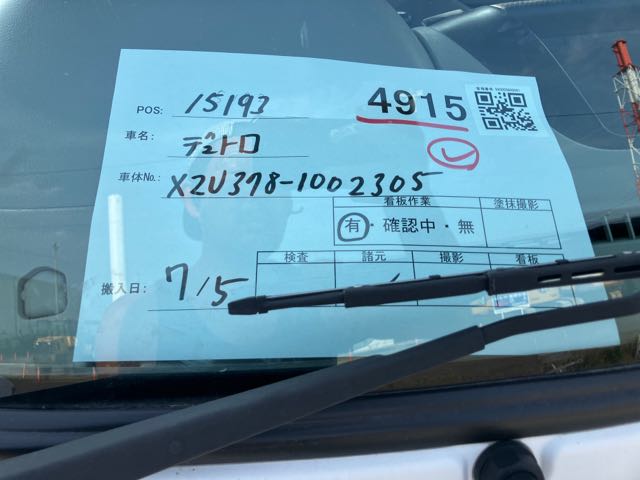 POS: 15193 4915
車名: デュトロ
車体No.: XZU378-1002305
看板作業 塗抹撮影
有・確認中・無
検査 諸元 撮影 看板
搬入日: 7/5